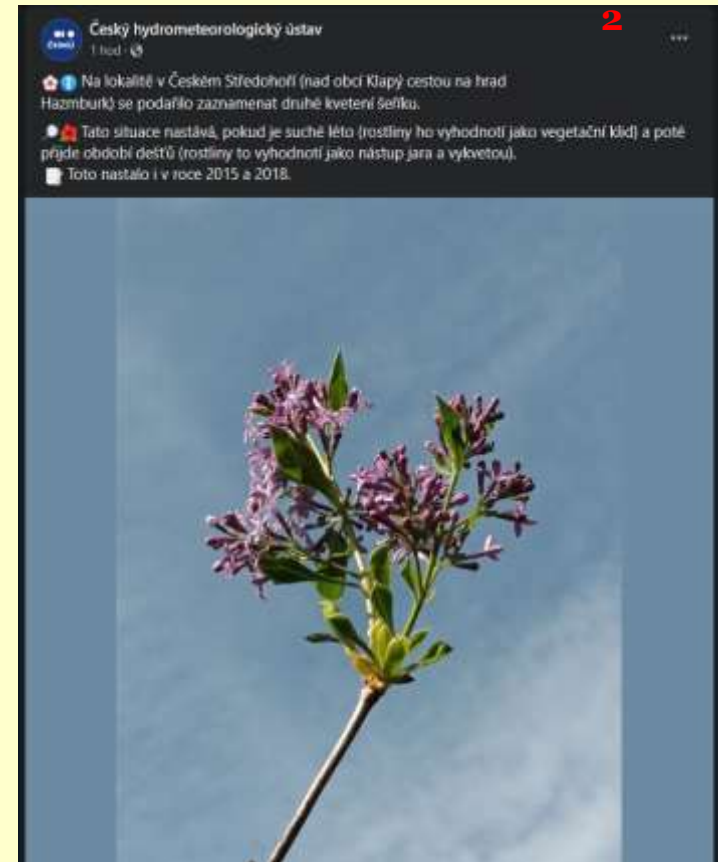 2
Český hydrometeorologický ústav
1 hod
Na lokalitě v Českém Středohoří (nad obcí Klapý cestou na hrad
Hazmburk) se podařilo zaznamenat druhé kvetení šeříku.
Tato situace nastává, pokud je suché léto (rostliny ho vyhodnotí jako vegetační klid) a poté
přijde období dešťů (rostliny to vyhodnotí jako nástup jara a vykvetou).
Toto nastalo i v roce 2015 a 2018.